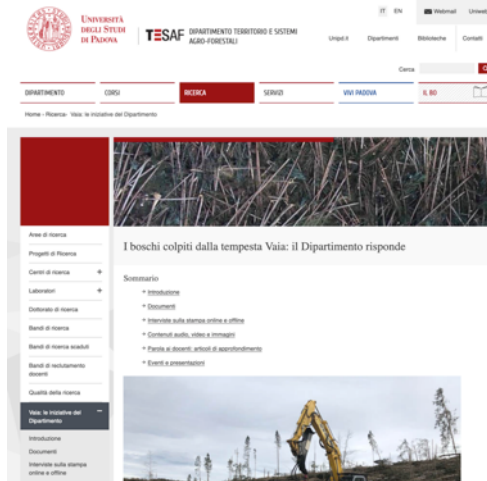 IT EN Webmail Uniweb
UNIVERSITÀ
DEGLI STUDI
DI PADOVA
TESAF DIPARTIMENTO TERRITORIO E SISTEMI
AGRO-FORESTALI
Unipd.it Dipartimenti Biblioteche Contatti
Cerca
DIPARTIMENTO CORSI RICERCA SERVIZI VIVI PADOVA IL BO
Home - Ricerca- Vaia: le iniziative del Dipartimento
Aree di ricerca
Progetti di Ricerca
Centri di ricerca +
Laboratori +
Dottorato di ricerca
Bandi di ricerca
Bandi di ricerca scaduti
Bandi di reclutamento
docenti
Qualità della ricerca
Vaia: le iniziative del
Dipartimento
Introduzione
Documenti
Interviste sulla stampa
online e offline
I boschi colpiti dalla tempesta Vaia: il Dipartimento risponde
Sommario
Introduzione
Documenti
Interviste sulla stampa online e offline
Contenuti audio, video e immagini
Parola ai docenti: articoli di approfondimento
Eventi e presentazioni